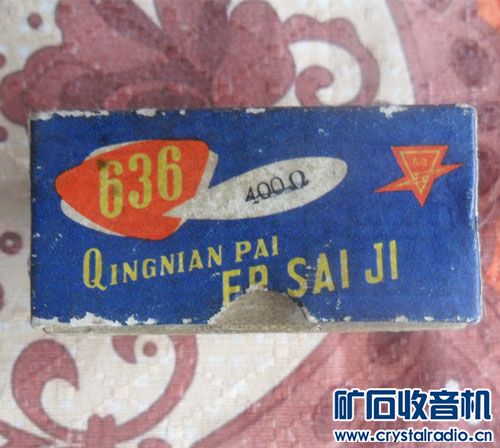 636
400Ω
QINGNIAN PAI
ER SAI JI
矿石收音机
www.crystalradio.cn